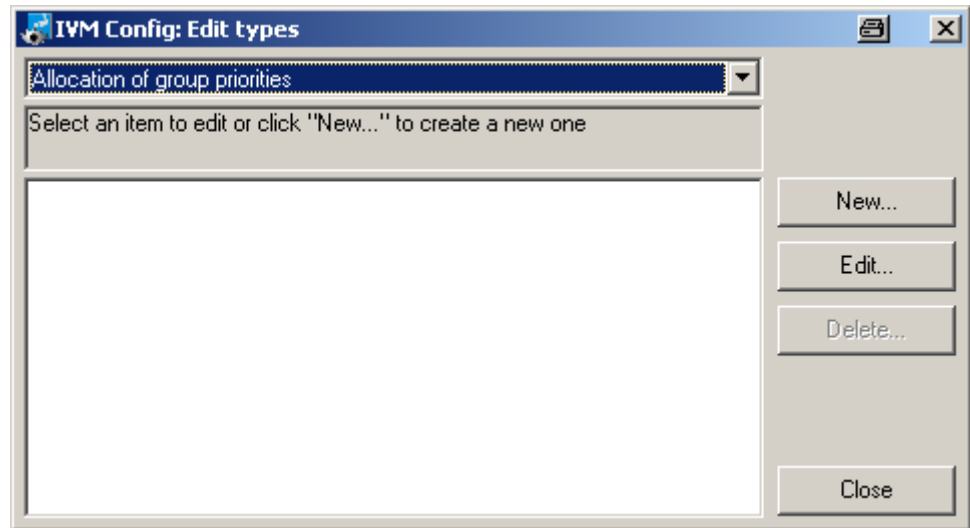 IVM Config: Edit types
Allocation of group priorities
Select an item to edit or click "New..." to create a new one
New...
Edit...
Delete...
Close